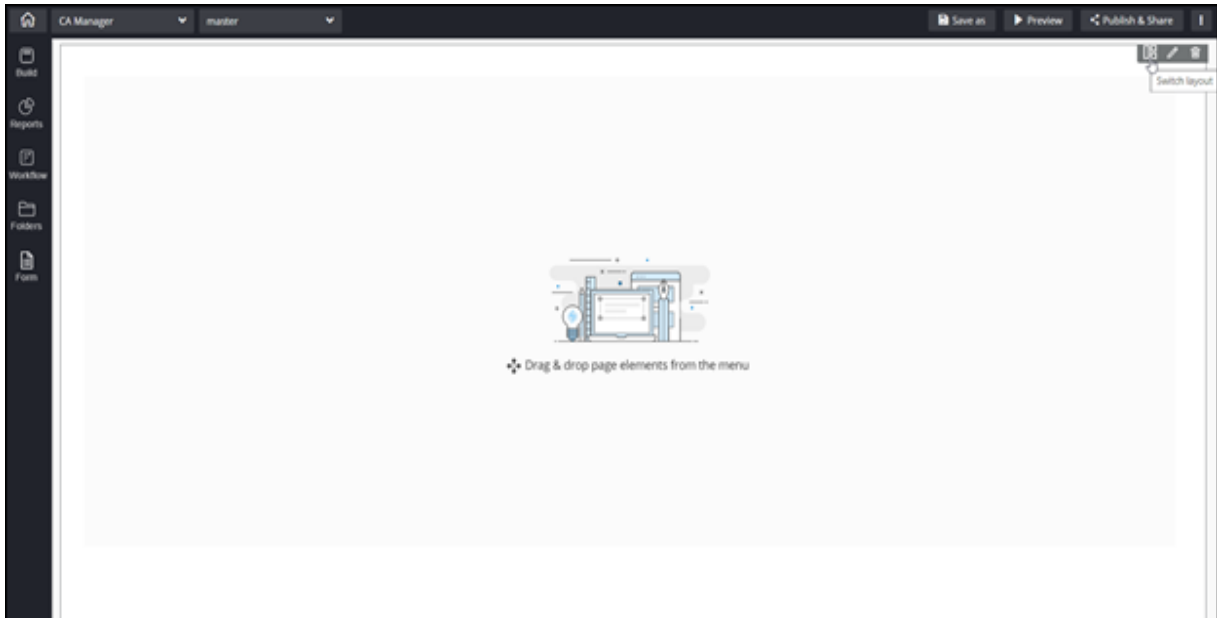 CA Manager
master
Save as
Preview
Publish & Share
Build
Reports
Workflow
Folders
Form
Switch layout
Drag & drop page elements from the menu